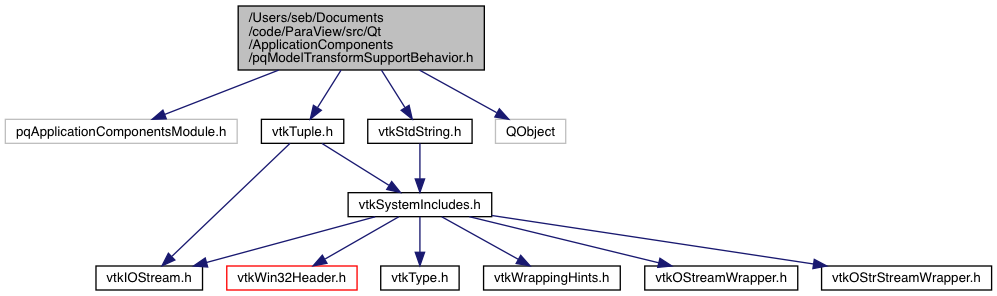 /Users/seb/Documents
/code/ParaView/src/Qt
/ApplicationComponents
/pqModelTransformSupportBehavior.h
pqApplicationComponentsModule.h
vtkTuple.h
vtkStdString.h
QObject
vtkSystemIncludes.h
vtkIOStream.h
vtkWin32Header.h
vtkType.h
vtkWrappingHints.h
vtkOStreamWrapper.h
vtkOStrStreamWrapper.h